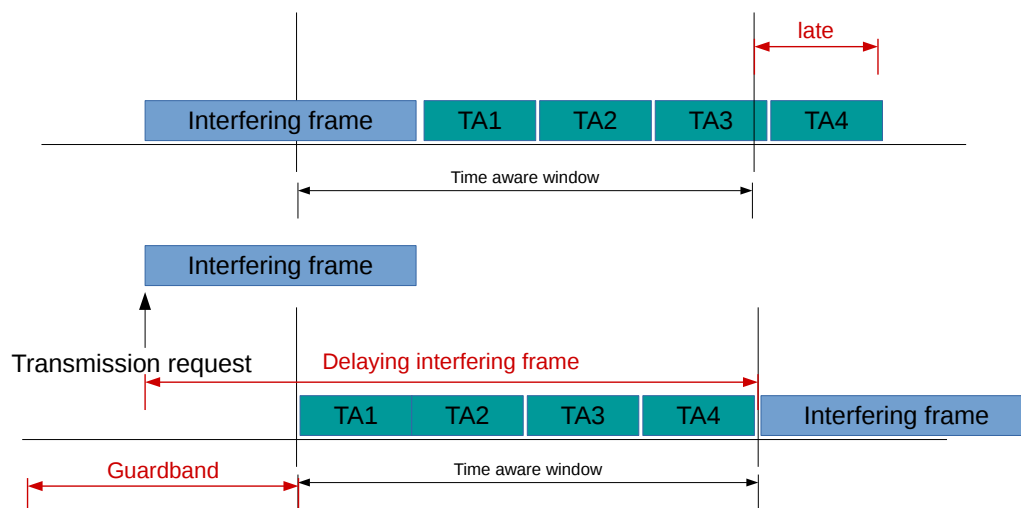 late
Interfering frame TA1 TA2 TA3 TA4
Time aware window
Interfering frame
Transmission request
Delaying interfering frame
TA1 TA2 TA3 TA4 Interfering frame
Guardband
Time aware window